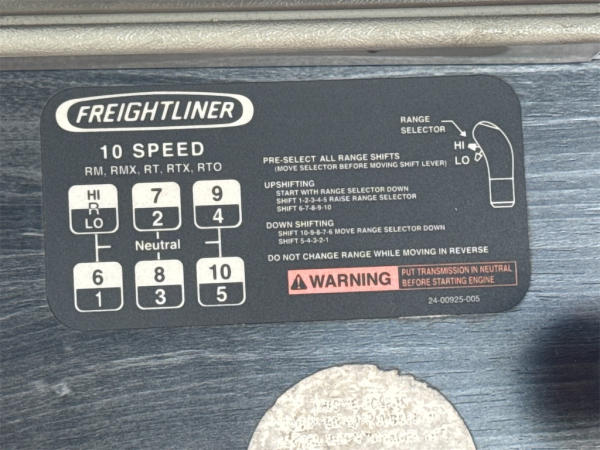 FREIGHTLINER
10 SPEED
RM, RMX, RT, RTX, RTO
HI
R
LO
7
2
9
4
Neutral
6
1
8
3
10
5
RANGE
SELECTOR
HI
LO
PRE-SELECT ALL RANGE SHIFTS
(MOVE SELECTOR BEFORE MOVING SHIFT LEVER)
UPSHIFTING
START WITH RANGE SELECTOR DOWN
SHIFT 1-2-3-4-5 RAISE RANGE SELECTOR
SHIFT 6-7-8-9-10
DOWN SHIFTING
SHIFT 10-9-8-7-6 MOVE RANGE SELECTOR DOWN
SHIFT 5-4-3-2-1
DO NOT CHANGE RANGE WHILE MOVING IN REVERSE
WARNING
PUT TRANSMISSION IN NEUTRAL
BEFORE STARTING ENGINE
24-00925-005